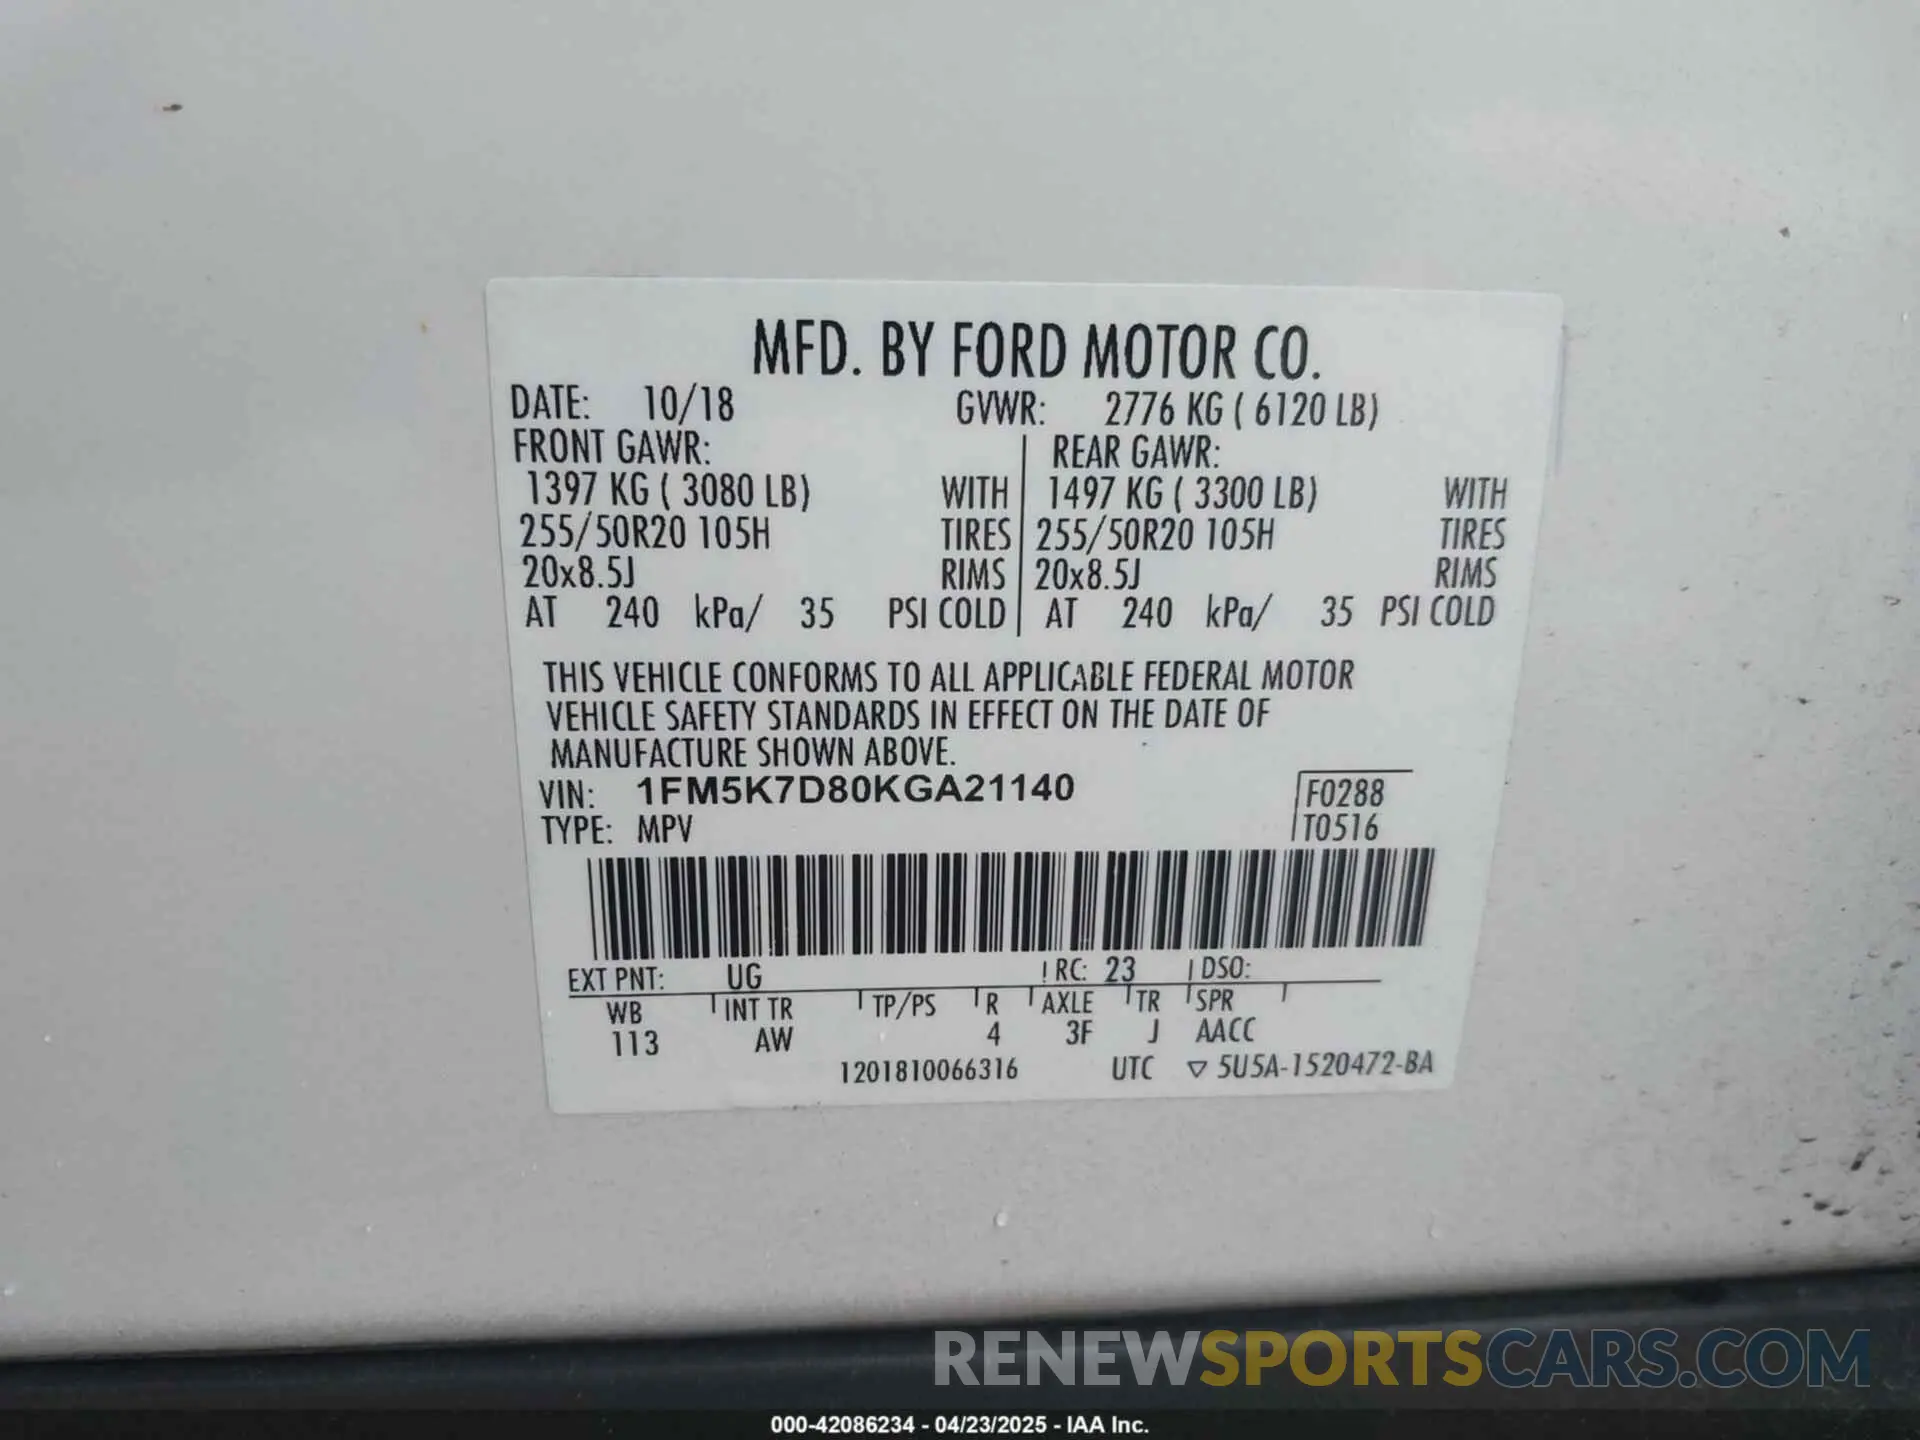 MFD. BY FORD MOTOR CO.
DATE: 10/18 GVWR: 2776 KG ( 6120 LB)
FRONT GAWR: REAR GAWR:
1397 KG ( 3080 LB) WITH 1497 KG ( 3300 LB) WITH
255/50R20 105H TIRES 255/50R20 105H TIRES
20x8.5J RIMS 20x8.5J RIMS
AT 240 kPa/ 35 PSI COLD AT 240 kPa/ 35 PSI COLD
THIS VEHICLE CONFORMS TO ALL APPLICABLE FEDERAL MOTOR
VEHICLE SAFETY STANDARDS IN EFFECT ON THE DATE OF
MANUFACTURE SHOWN ABOVE.
VIN: 1FM5K7D80KGA21140 F0288
TYPE: MPV T0516
EXT PNT: UG RC: 23 DSO:
WB INT TR TP/PS R AXLE TR SPR
113 AW 4 3F J AACC
1201810066316 UTC ▽ 5U5A-1520472-BA
RENEWSPORTSCARS.COM
000-42086234 - 04/23/2025 - IAA Inc.